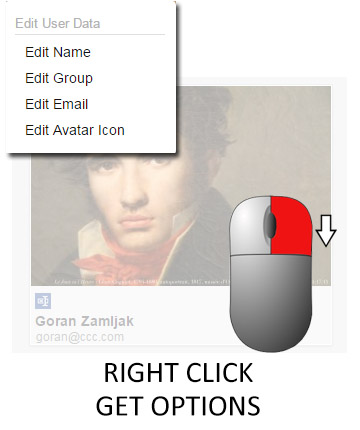 Edit User Data
Edit Name
Edit Group
Edit Email
Edit Avatar Icon
Goran Zamljak
goran@ccc.com
RIGHT CLICK
GET OPTIONS